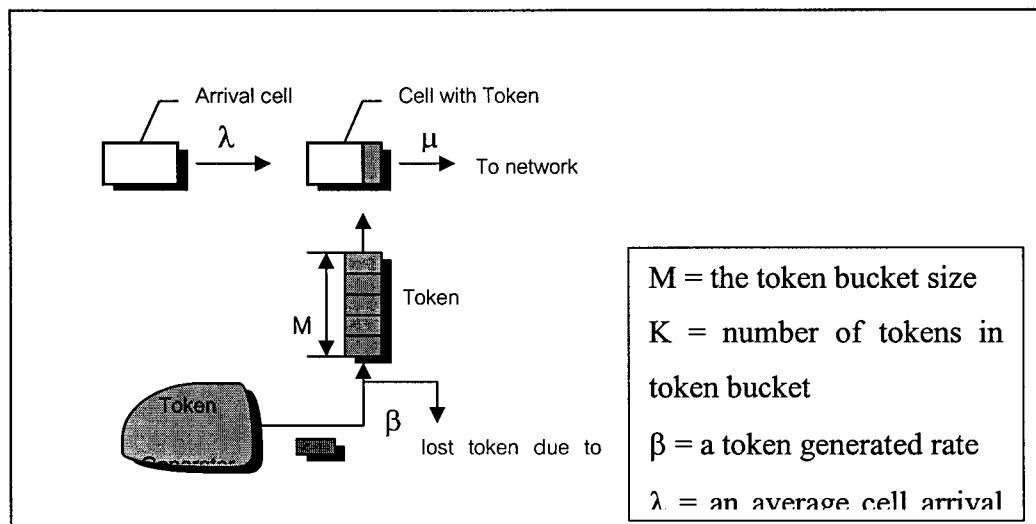 Arrival cell
Cell with Token
λ
μ
To network
M
Token
Token
Generator
β
lost token due to
M = the token bucket size
K = number of tokens in
token bucket
β = a token generated rate
λ = an average cell arrival